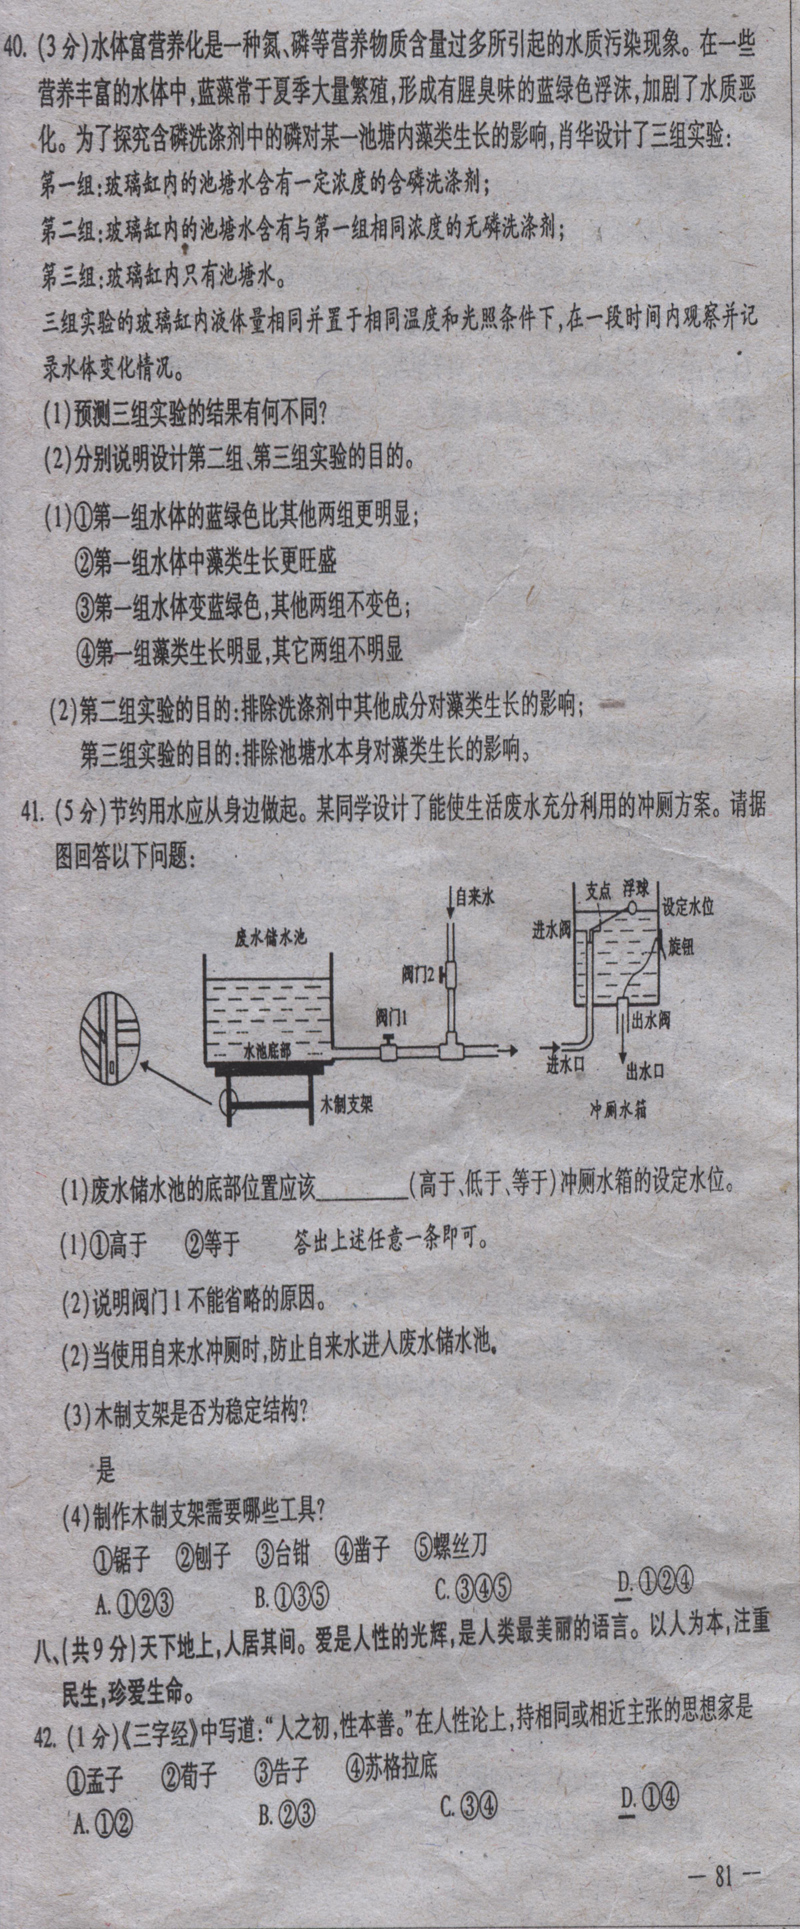 40. (3分)水体富营养化是一种氮、磷等营养物质含量过多所引起的水质污染现象。在一些
营养丰富的水体中,蓝藻常于夏季大量繁殖,形成有腥臭味的蓝绿色浮沫,加剧了水质恶
化。为了探究含磷洗涤剂中的磷对某一池塘内藻类生长的影响,肖华设计了三组实验:
第一组:玻璃缸内的池塘水含有一定浓度的含磷洗涤剂;
第二组:玻璃缸内的池塘水含有与第一组相同浓度的无磷洗涤剂;
第三组:玻璃缸内只有池塘水。
三组实验的玻璃缸内液体量相同并置于相同温度和光照条件下,在一段时间内观察并记
录水体变化情况。
(1)预测三组实验的结果有何不同?
(2)分别说明设计第二组、第三组实验的目的。
(1)①第一组水体的蓝绿色比其他两组更明显;
②第一组水体中藻类生长更旺盛
③第一组水体变蓝绿色,其他两组不变色;
④第一组藻类生长明显,其它两组不明显
(2)第二组实验的目的:排除洗涤剂中其他成分对藻类生长的影响;
第三组实验的目的:排除池塘水本身对藻类生长的影响。
41. (5分)节约用水应从身边做起。某同学设计了能使生活废水充分利用的冲厕方案。请据
图回答以下问题:
自来水
支点 浮球
设定水位
进水阀
废水储水池
旋钮
阀门2
阀门1
出水阀
水池底部
进水口
出水口
木制支架
冲厕水箱
(1)废水储水池的底部位置应该________(高于、低于、等于)冲厕水箱的设定水位。
(1)①高于 ②等于 答出上述任意一条即可。
(2)说明阀门1不能省略的原因。
(2)当使用自来水冲厕时,防止自来水进入废水储水池。
(3)木制支架是否为稳定结构?
是
(4)制作木制支架需要哪些工具?
①锯子 ②刨子 ③台钳 ④凿子 ⑤螺丝刀
A. ①②③ B. ①③⑤ C. ③④⑤ D. ①②④
八、(共9分)天下地上,人居其间。爱是人性的光辉,是人类最美丽的语言。以人为本,注重
民生,珍爱生命。
42. (1分)《三字经》中写道:“人之初,性本善。”在人性论上,持相同或相近主张的思想家是
①孟子 ②荀子 ③告子 ④苏格拉底
A. ①② B. ②③ C. ③④ D. ①④
— 81 —